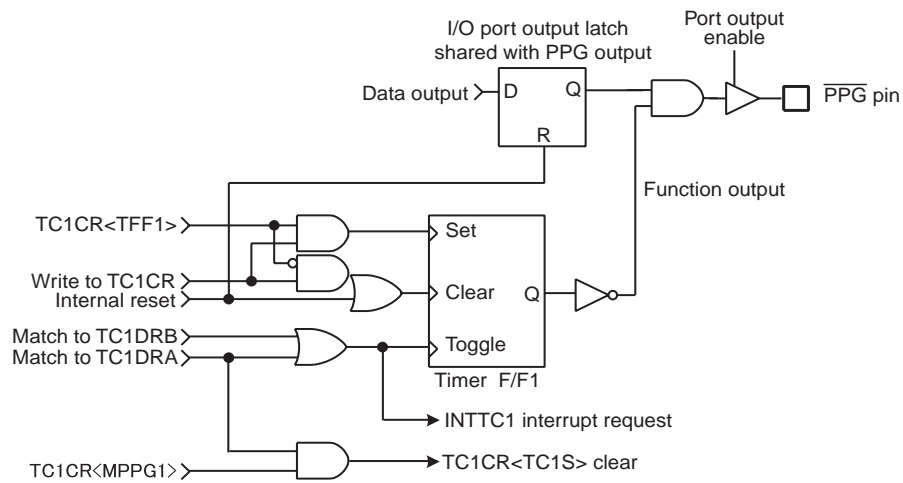 I/O port output latch
shared with PPG output
Port output
enable
Data output
D
Q
R
PPG pin
Function output
TC1CR<TFF1>
Set
Write to TC1CR
Internal reset
Clear
Q
Match to TC1DRB
Match to TC1DRA
Toggle
Timer F/F1
INTTC1 interrupt request
TC1CR<TC1S> clear
TC1CR<MPPG1>